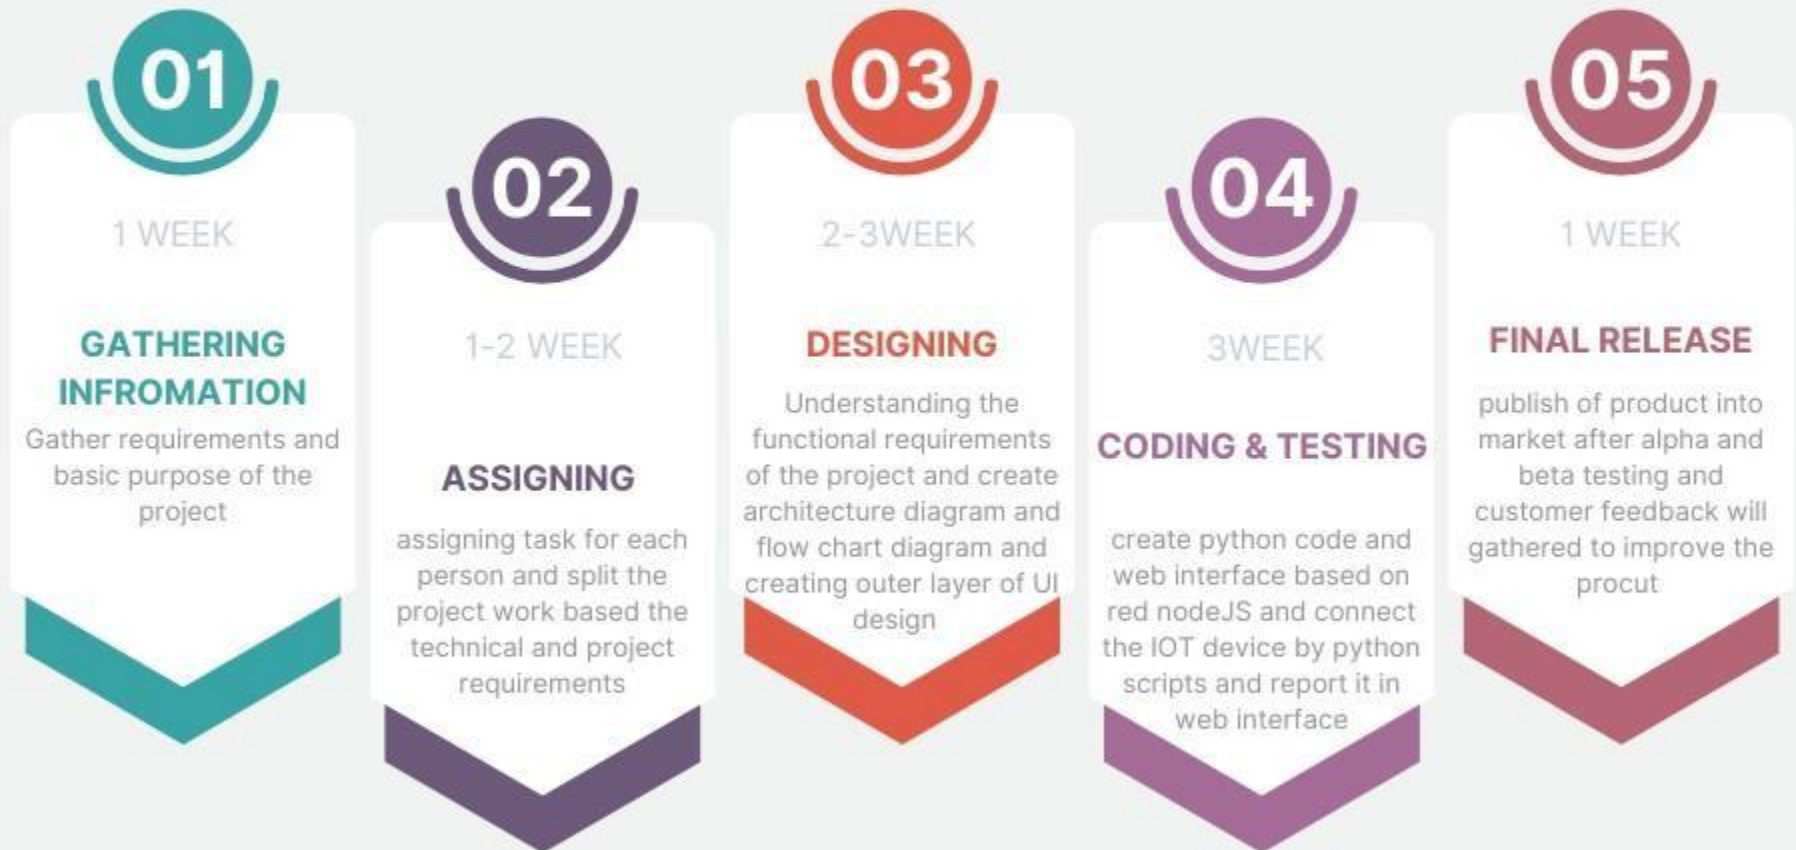 01
1 WEEK
GATHERING
INFROMATION
Gather requirements and
basic purpose of the
project
02
1-2 WEEK
ASSIGNING
assigning task for each
person and split the
project work based the
technical and project
requirements
03
2-3WEEK
DESIGNING
Understanding the
functional requirements
of the project and create
architecture diagram and
flow chart diagram and
creating outer layer of UI
design
04
3WEEK
CODING & TESTING
create python code and
web interface based on
red nodeJS and connect
the IOT device by python
scripts and report it in
web interface
05
1 WEEK
FINAL RELEASE
publish of product into
market after alpha and
beta testing and
customer feedback will
gathered to improve the
procut